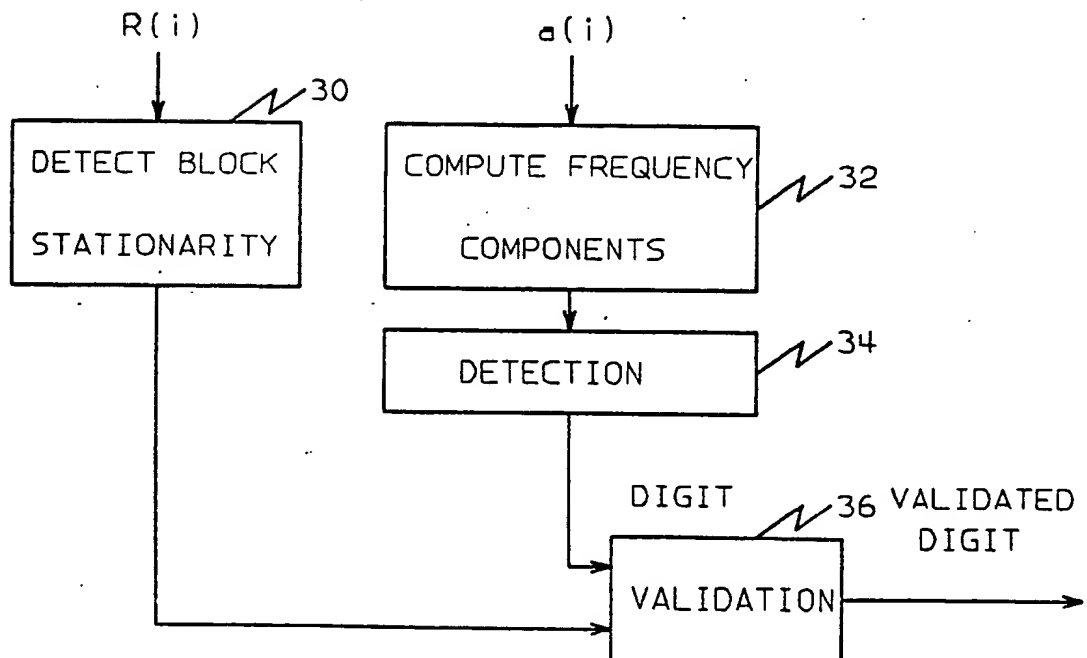 R(i)
a(i)
30
DETECT BLOCK
STATIONARITY
COMPUTE FREQUENCY
COMPONENTS
32
DETECTION
34
DIGIT
36
VALIDATED
DIGIT
VALIDATION